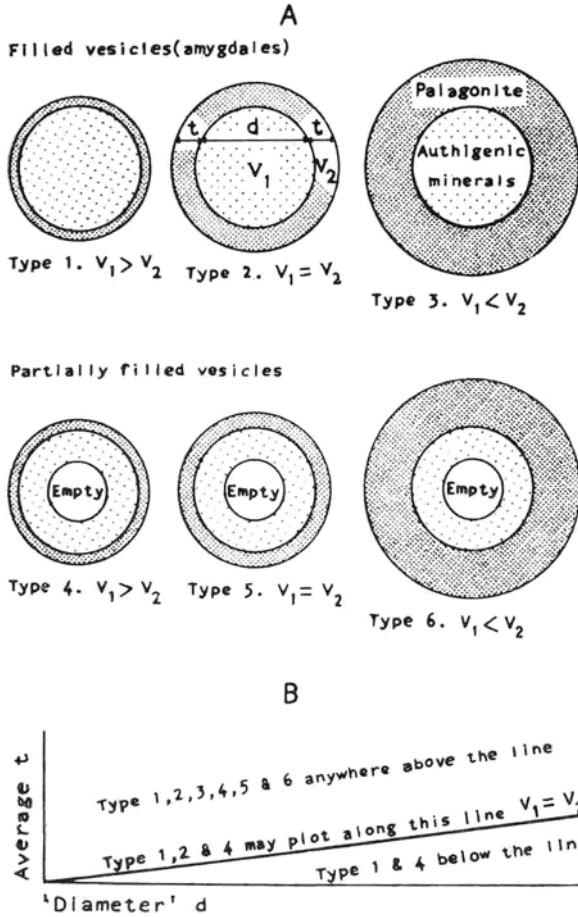 A
Filled vesicles(amygdales)
Palagonite
t d t
V₁ V₂
Authigenic
minerals
Type 1. V₁ > V₂
Type 2. V₁ = V₂
Type 3. V₁ < V₂
Partially filled vesicles
Empty Empty Empty
Type 4. V₁ > V₂
Type 5. V₁ = V₂
Type 6. V₁ < V₂
B
Average t
Type 1,2,3,4,5 & 6 anywhere above the line
Type 1,2 & 4 may plot along this line V₁ = V₂
Type 1 & 4 below the line
'Diameter' d